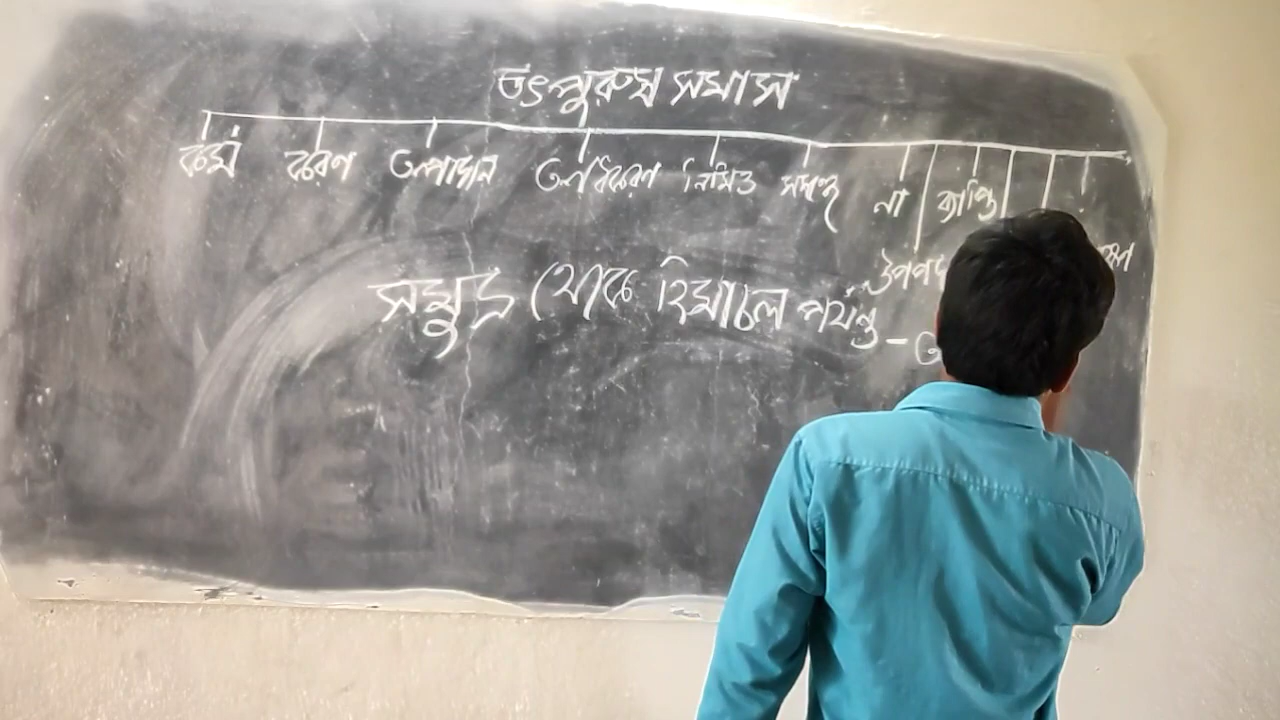 তৎপুরুষ সমাস
কর্ম করণ অপাদান অধিকরণ নিমিত্ত সম্বন্ধ না ব্যাপ্তি
উপপদ
সমুদ্র থেকে হিমাচল পর্যন্ত -